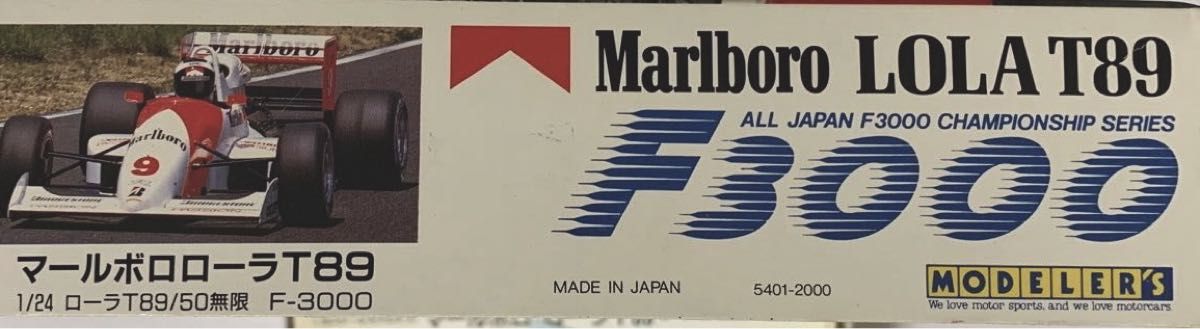 Marlboro
Marlboro
9
マールボロローラT89
1/24 ローラT89/50無限 F-3000
Marlboro LOLA T89
ALL JAPAN F3000 CHAMPIONSHIP SERIES
F3000
MADE IN JAPAN 5401-2000
MODELER'S
We love motor sports, and we love motorcars.